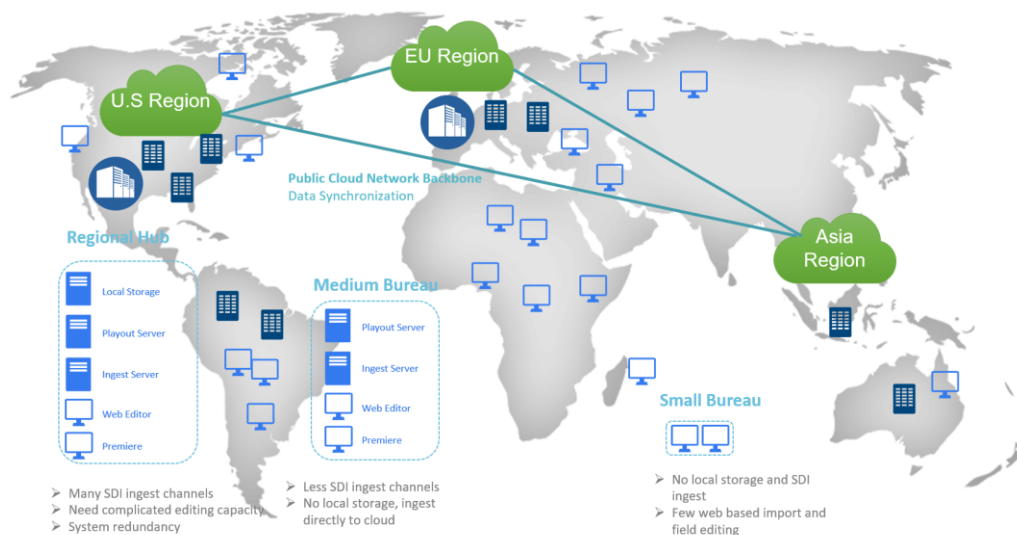 EU Region
U.S Region
Public Cloud Network Backbone
Data Synchronization
Asia
Region
Regional Hub
Local Storage
Playout Server
Ingest Server
Web Editor
Premiere
Many SDI ingest channels
Need complicated editing capacity
System redundancy
Medium Bureau
Playout Server
Ingest Server
Web Editor
Premiere
Less SDI ingest channels
No local storage, ingest
directly to cloud
Small Bureau
No local storage and SDI
ingest
Few web based import and
field editing